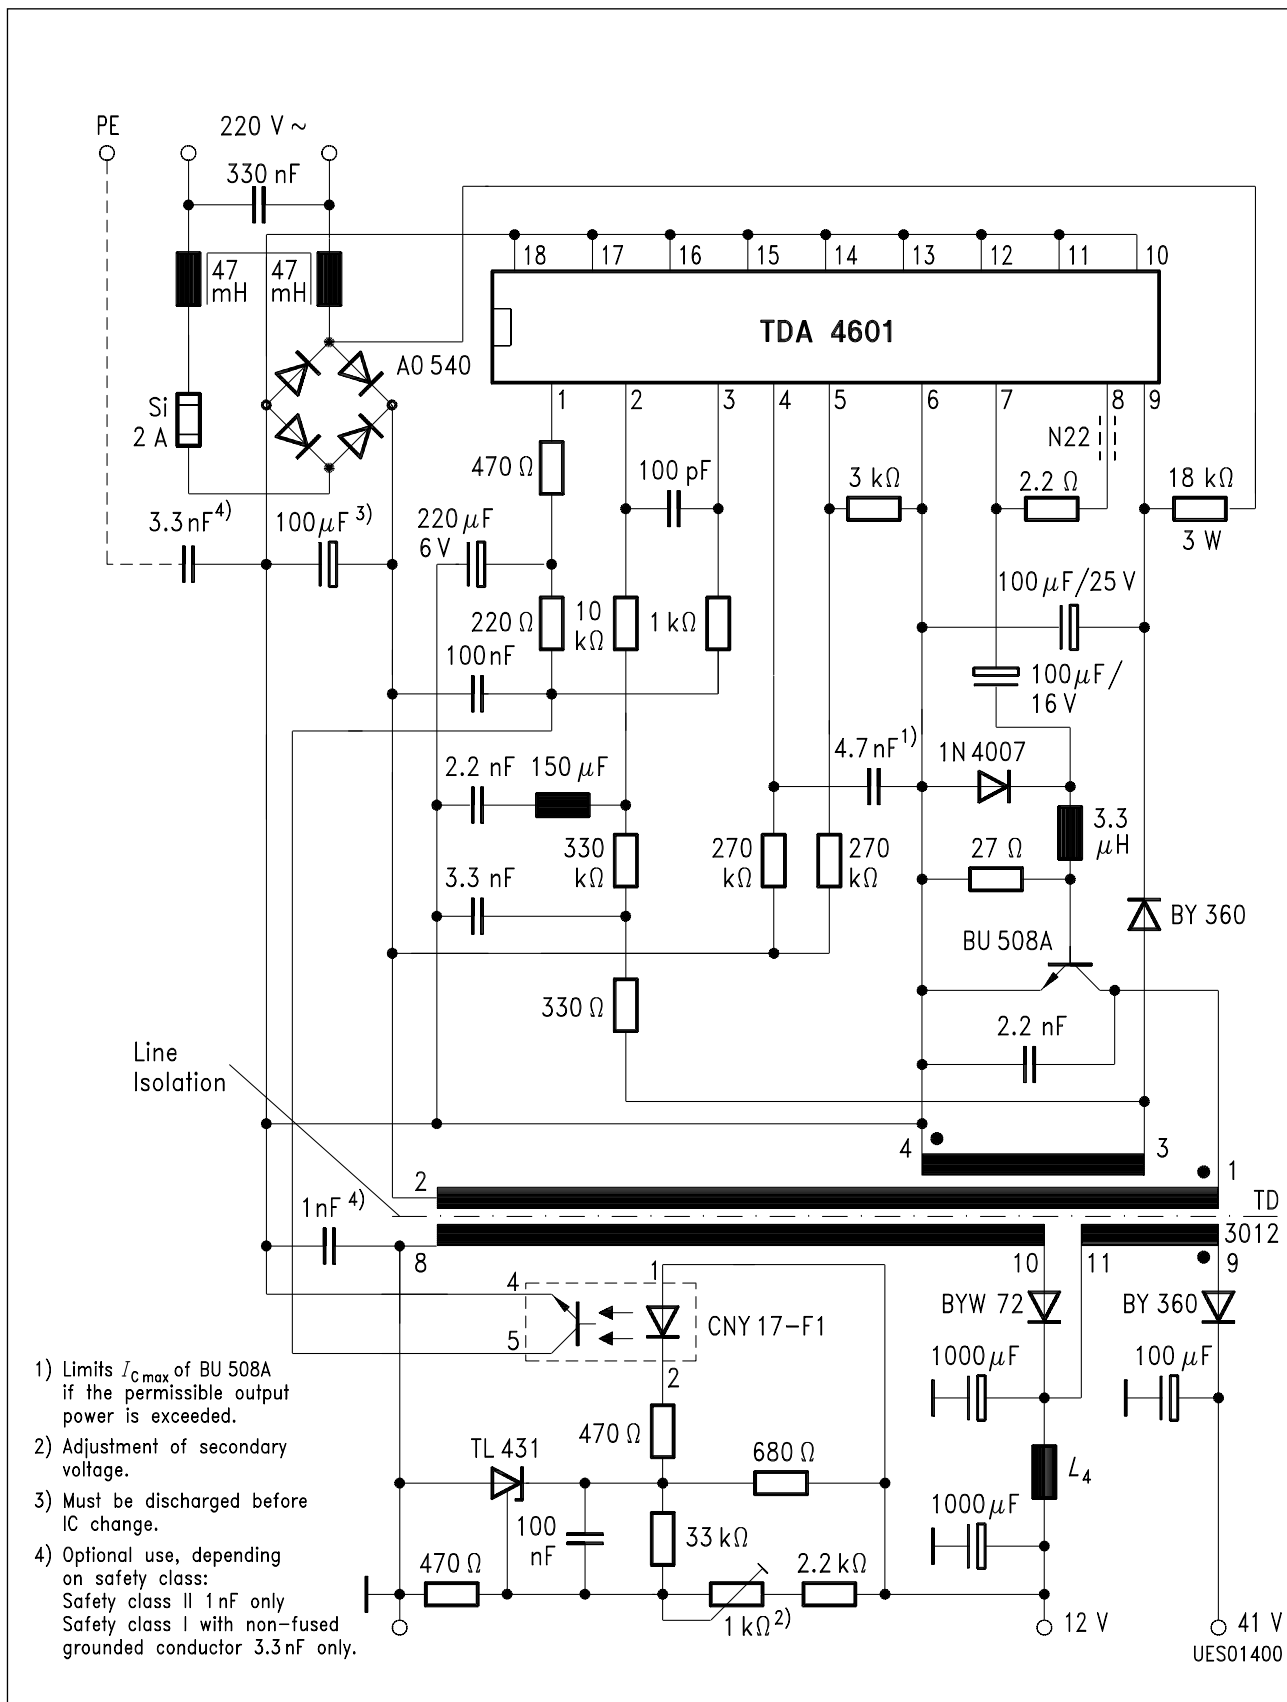 PE 220 V ~
330 nF
47 mH 47 mH
18 17 16 15 14 13 12 11 10
TDA 4601
AO 540
1 2 3 4 5 6 7 8 9
Si
2 A
N22
470 Ω
100 pF
3 kΩ
2.2 Ω
18 kΩ
3 W
3.3 nF 4)
100 μF 3)
220 μF
6 V
100 μF/25 V
220 Ω
10 kΩ
1 kΩ
100 nF
100 μF/
16 V
4.7 nF 1)
1N 4007
2.2 nF
150 μF
3.3 μH
330 kΩ
270 kΩ
270 kΩ
27 Ω
3.3 nF
BY 360
BU 508A
330 Ω
2.2 nF
Line
Isolation
4 3
2 1
TD
3012
1 nF 4)
8 10 11 9
4 1
5 2
CNY 17-F1
BYW 72
BY 360
1000 μF
100 μF
470 Ω
TL 431
680 Ω
L4
1000 μF
100 nF
33 kΩ
470 Ω
2.2 kΩ
1 kΩ 2)
12 V
41 V
UES01400
1) Limits IC max of BU 508A
if the permissible output
power is exceeded.
2) Adjustment of secondary
voltage.
3) Must be discharged before
IC change.
4) Optional use, depending
on safety class:
Safety class II 1 nF only
Safety class I with non-fused
grounded conductor 3.3 nF only.